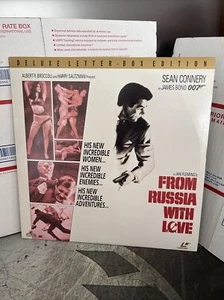 DELUXE LETTER-BOX EDITION
ALBERT R. BROCCOLI and HARRY SALTZMAN Present
SEAN CONNERY
as JAMES BOND 007
HIS NEW
INCREDIBLE
WOMEN...
HIS NEW
INCREDIBLE
ENEMIES...
HIS NEW
INCREDIBLE
ADVENTURES...
IAN FLEMING's
FROM
RUSSIA
WITH
LOVE